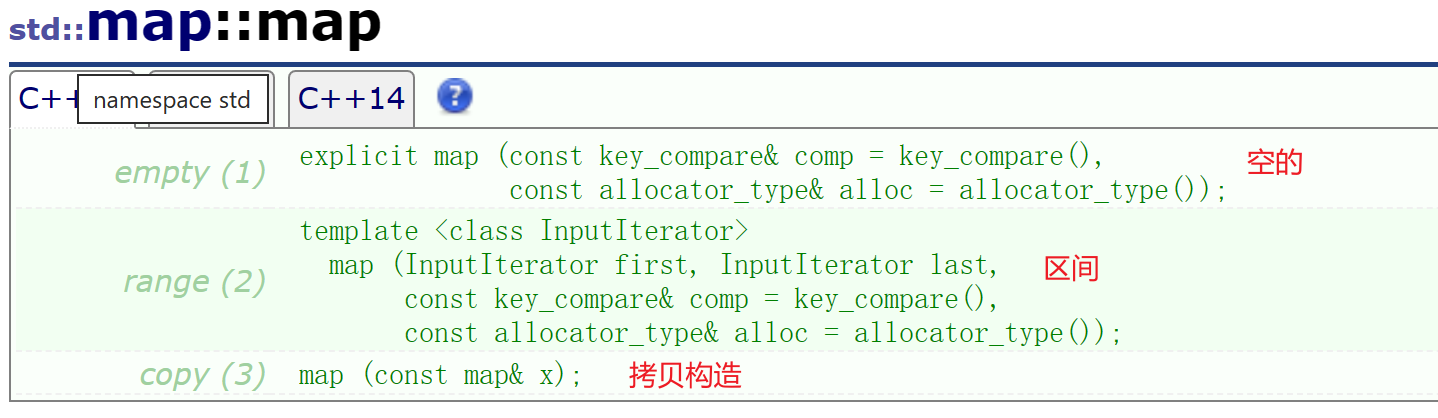 std::map::map
C++
namespace std
C++14
?
empty (1)
explicit map (const key_compare& comp = key_compare(),
const allocator_type& alloc = allocator_type());
空的
range (2)
template <class InputIterator>
map (InputIterator first, InputIterator last,
const key_compare& comp = key_compare(),
const allocator_type& alloc = allocator_type());
区间
copy (3)
map (const map& x);
拷贝构造